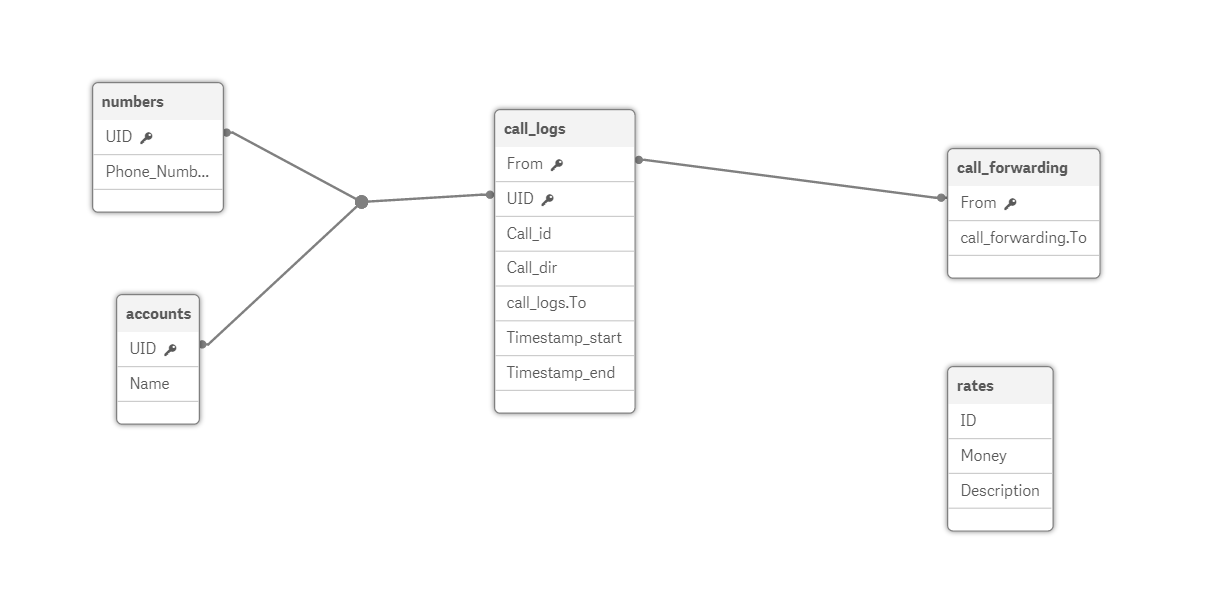 numbers
UID
Phone_Numb...
accounts
UID
Name
call_logs
From
UID
Call_id
Call_dir
call_logs.To
Timestamp_start
Timestamp_end
call_forwarding
From
call_forwarding.To
rates
ID
Money
Description